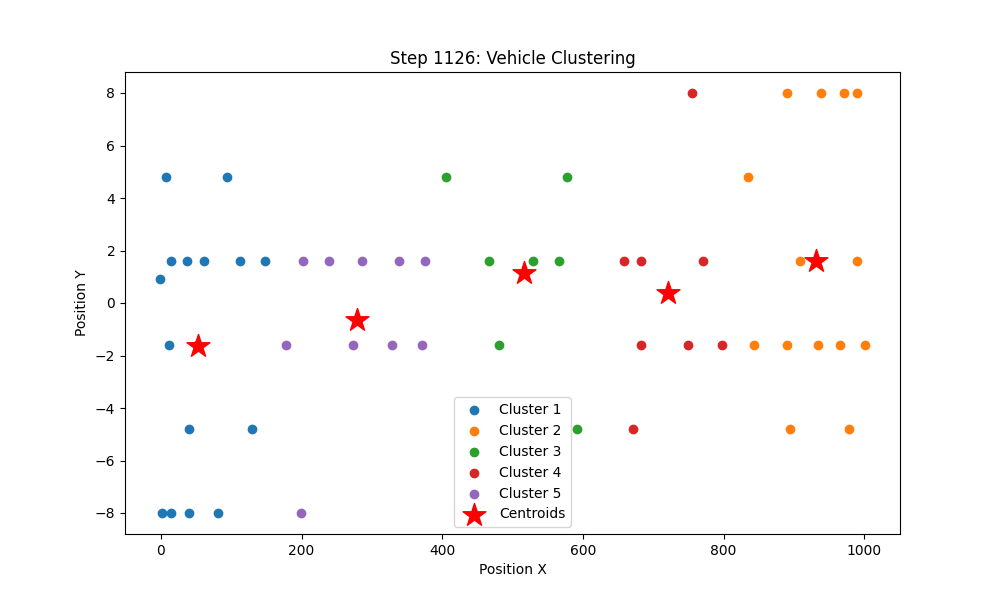 Step 1126: Vehicle Clustering
Position Y
8
6
4
2
0
−2
−4
−6
−8
Cluster 1
Cluster 2
Cluster 3
Cluster 4
Cluster 5
Centroids
0 200 400 600 800 1000
Position X